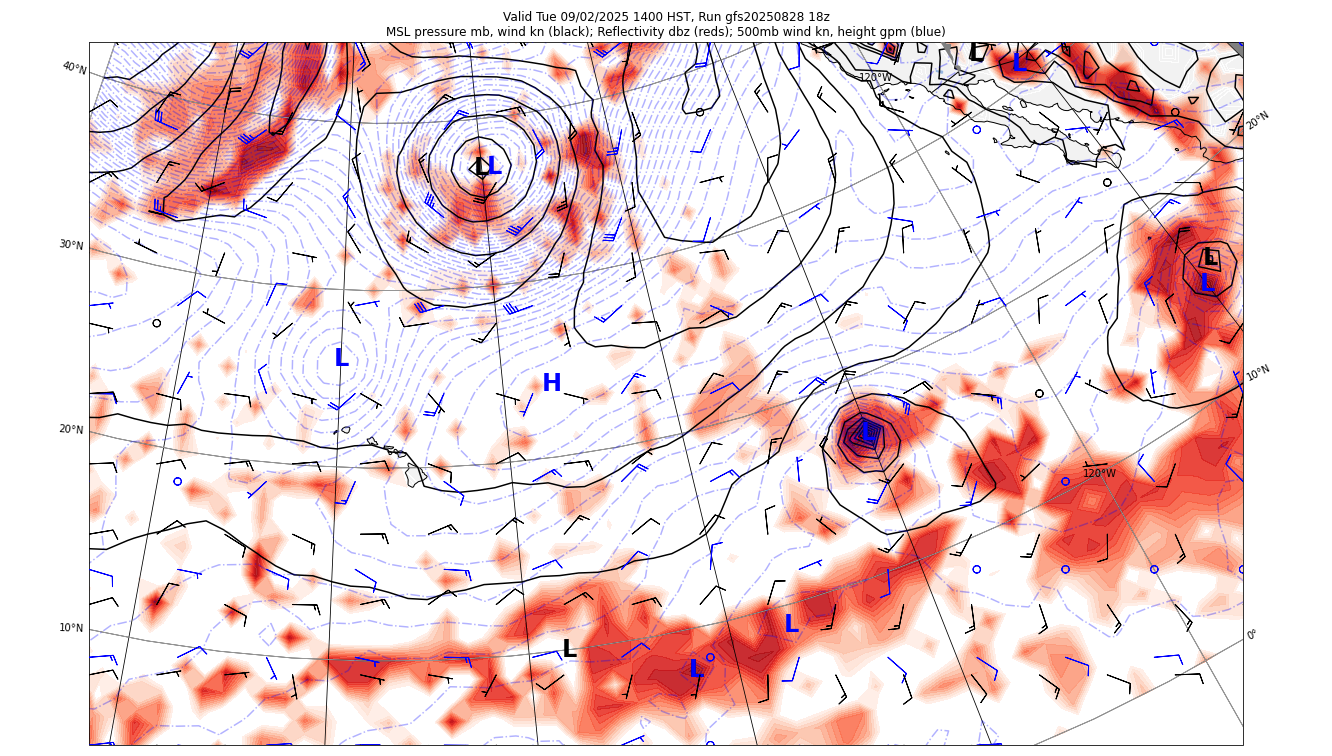 Valid Tue 09/02/2025 1400 HST, Run gfs20250828 18z
MSL pressure mb, wind kn (black); Reflectivity dbz (reds); 500mb wind kn, height gpm (blue)
40°N
120°W
L
L
20°N
L
L
30°N
L
L
L
H
10°N
20°N
L
120°W
10°N
L
L
L
0°